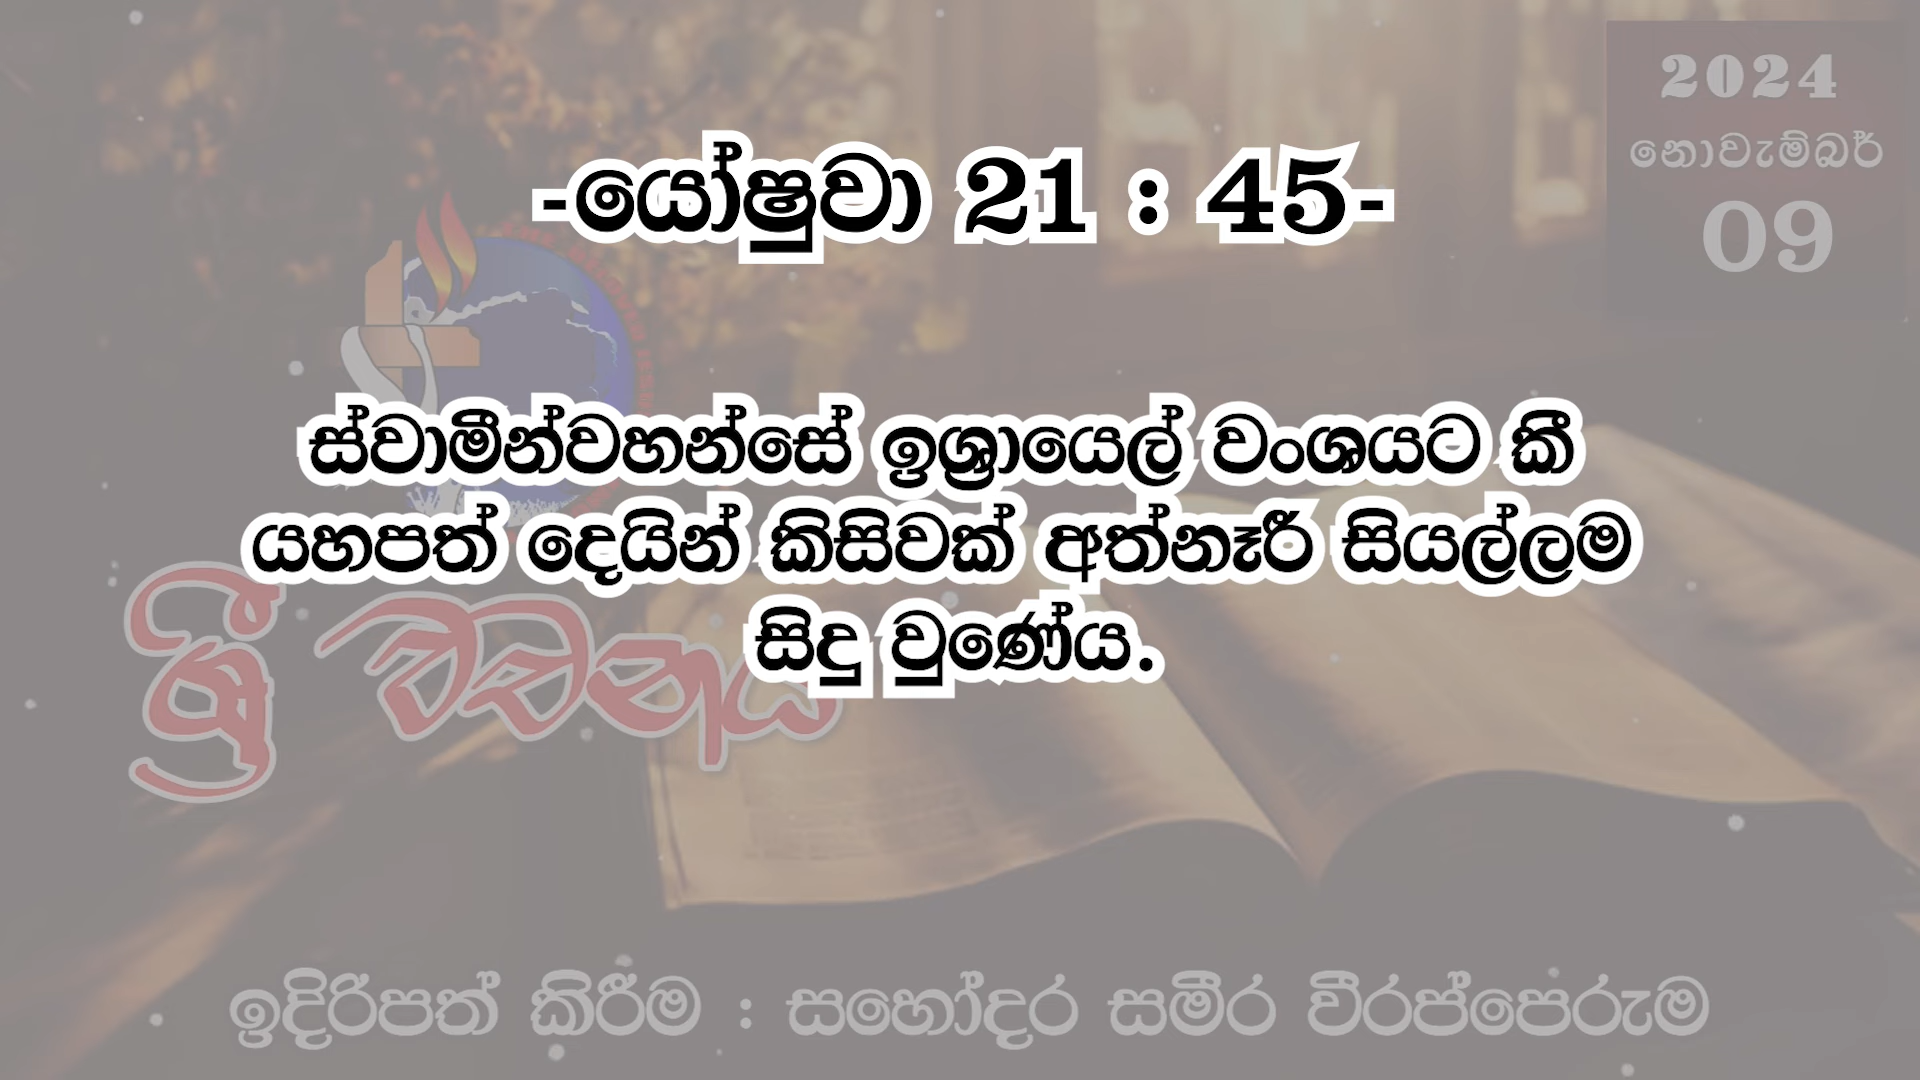 2024
නොවැම්බර්
09
-යෝෂුවා 21 : 45-
ස්වාමීන්වහන්සේ ඉශ්‍රායෙල් වංශයට කී
යහපත් දෙයින් කිසිවක් අත්නෑරී සියල්ලම
සිදු වුණේය.
ශ්‍රී වචනය
ඉදිරිපත් කිරීම : සහෝදර සමීර වීරප්පෙරුම